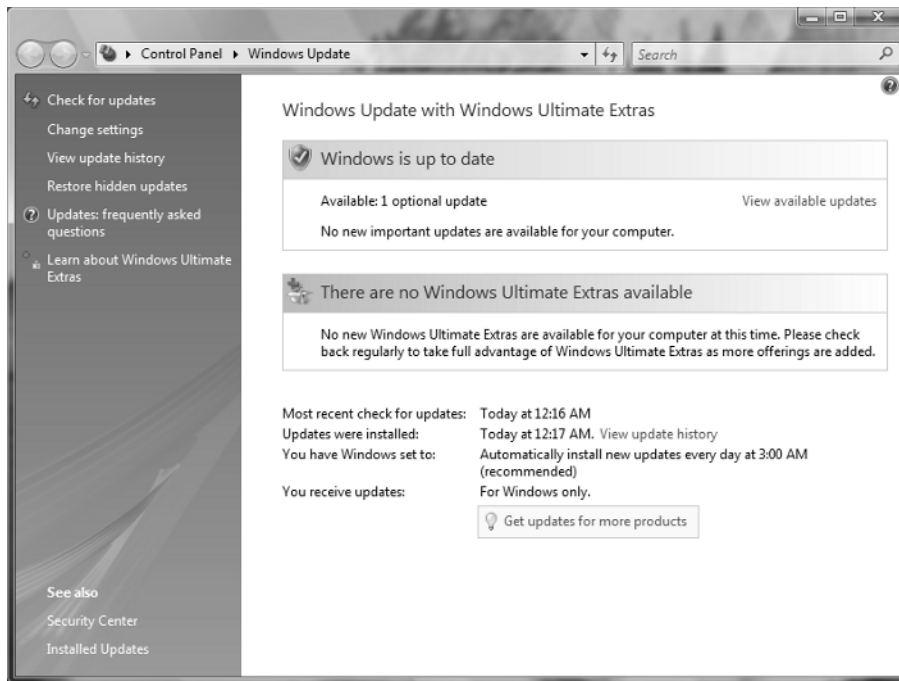 Control Panel
Windows Update
Search
Check for updates
Change settings
View update history
Restore hidden updates
Updates: frequently asked
questions
Learn about Windows Ultimate
Extras
See also
Security Center
Installed Updates
Windows Update with Windows Ultimate Extras
Windows is up to date
Available: 1 optional update View available updates
No new important updates are available for your computer.
There are no Windows Ultimate Extras available
No new Windows Ultimate Extras are available for your computer at this time. Please check
back regularly to take full advantage of Windows Ultimate Extras as more offerings are added.
Most recent check for updates: Today at 12:16 AM
Updates were installed: Today at 12:17 AM. View update history
You have Windows set to: Automatically install new updates every day at 3:00 AM
(recommended)
You receive updates: For Windows only.
Get updates for more products